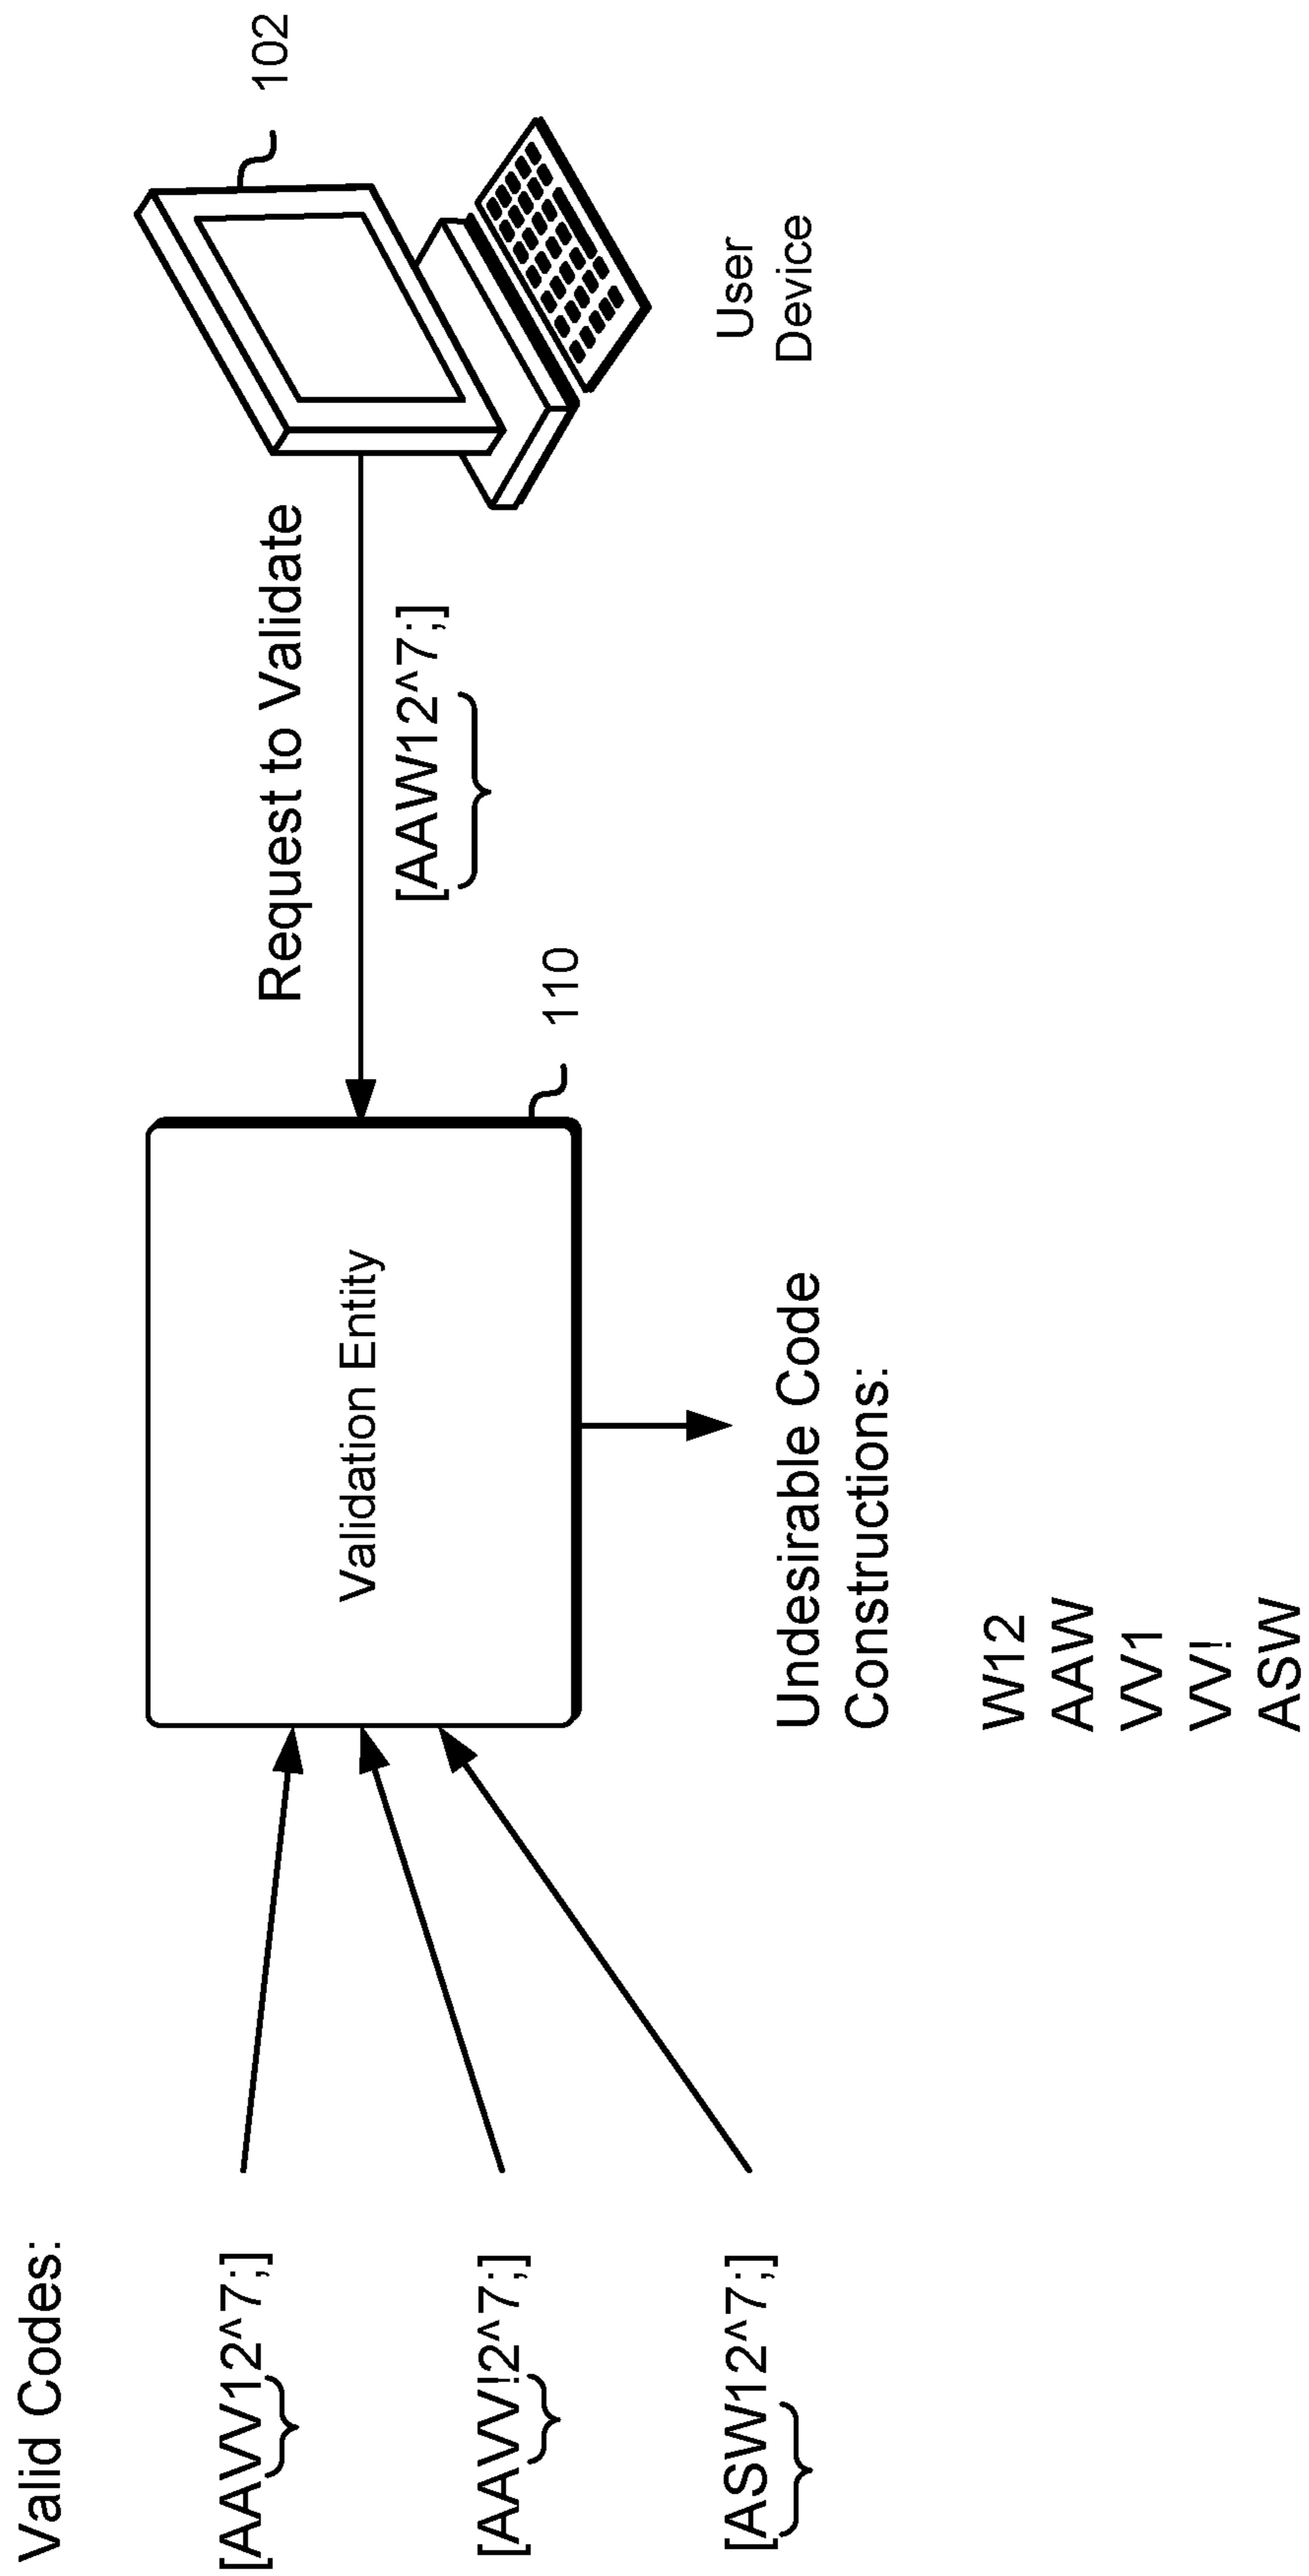 Valid Codes:
[AAVV12^7;]
[AAVV!2^7;]
[ASW12^7;]
Validation Entity
110
Undesirable Code
Constructions:
W12
AAW
VV1
VV!
ASW
Request to Validate
[AAW12^7;]
102
User
Device